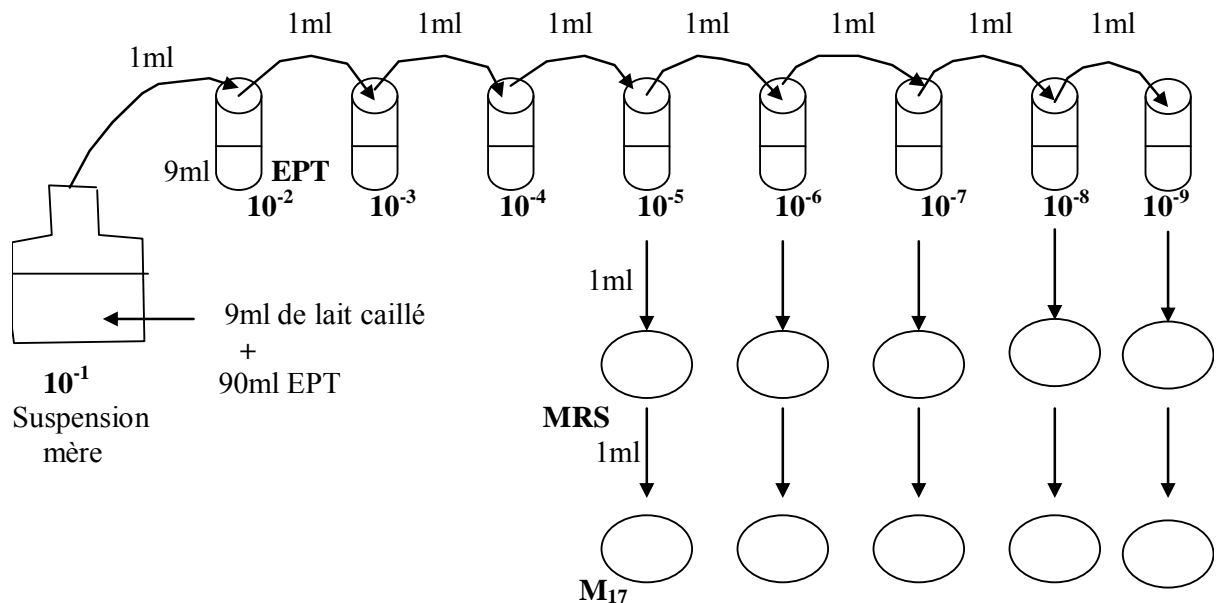 1ml 1ml 1ml 1ml 1ml 1ml 1ml 1ml
9ml EPT
10⁻² 10⁻³ 10⁻⁴ 10⁻⁵ 10⁻⁶ 10⁻⁷ 10⁻⁸ 10⁻⁹
1ml
9ml de lait caillé
+
90ml EPT
10⁻¹
Suspension
mère
MRS
1ml
M₁₇